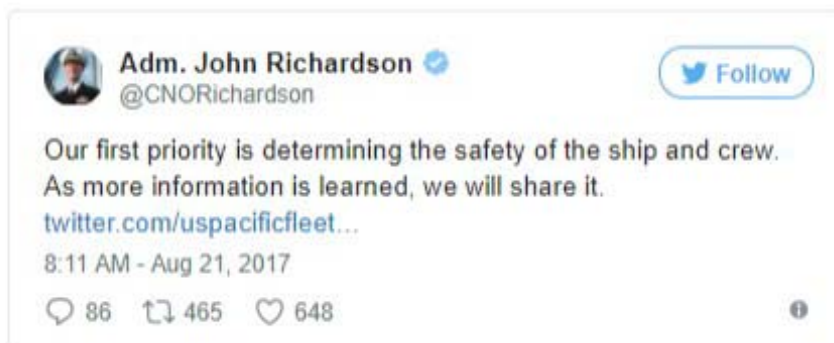 Adm. John Richardson
@CNORichardson
Follow
Our first priority is determining the safety of the ship and crew.
As more information is learned, we will share it.
twitter.com/uspacificfleet...
8:11 AM - Aug 21, 2017
86 465 648